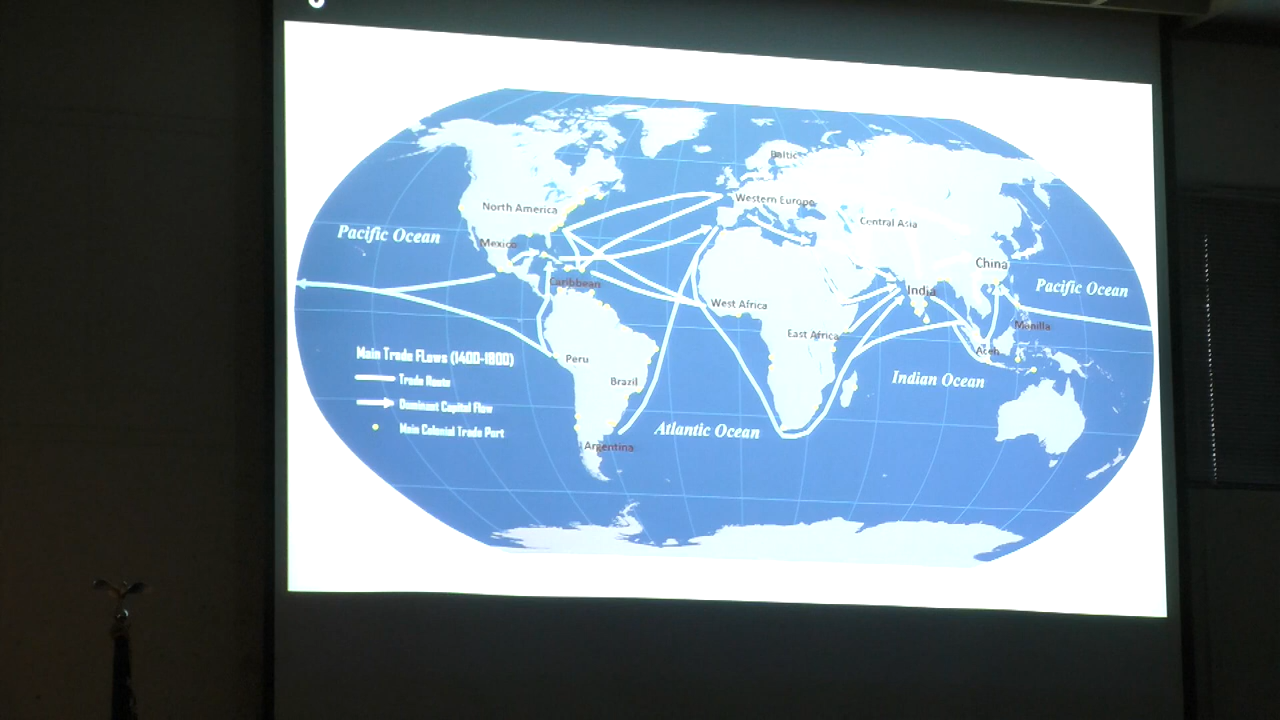 Baltic
Western Europe
North America
Central Asia
Pacific Ocean
Mexico
China
Caribbean
India
Pacific Ocean
West Africa
Manilla
East Africa
Main Trade FLows (1400-1800)
Peru
Aceh
Trade Route
Brazil
Indian Ocean
Dominant Capital Flow
Main Colonial Trade Port
Atlantic Ocean
Argentina